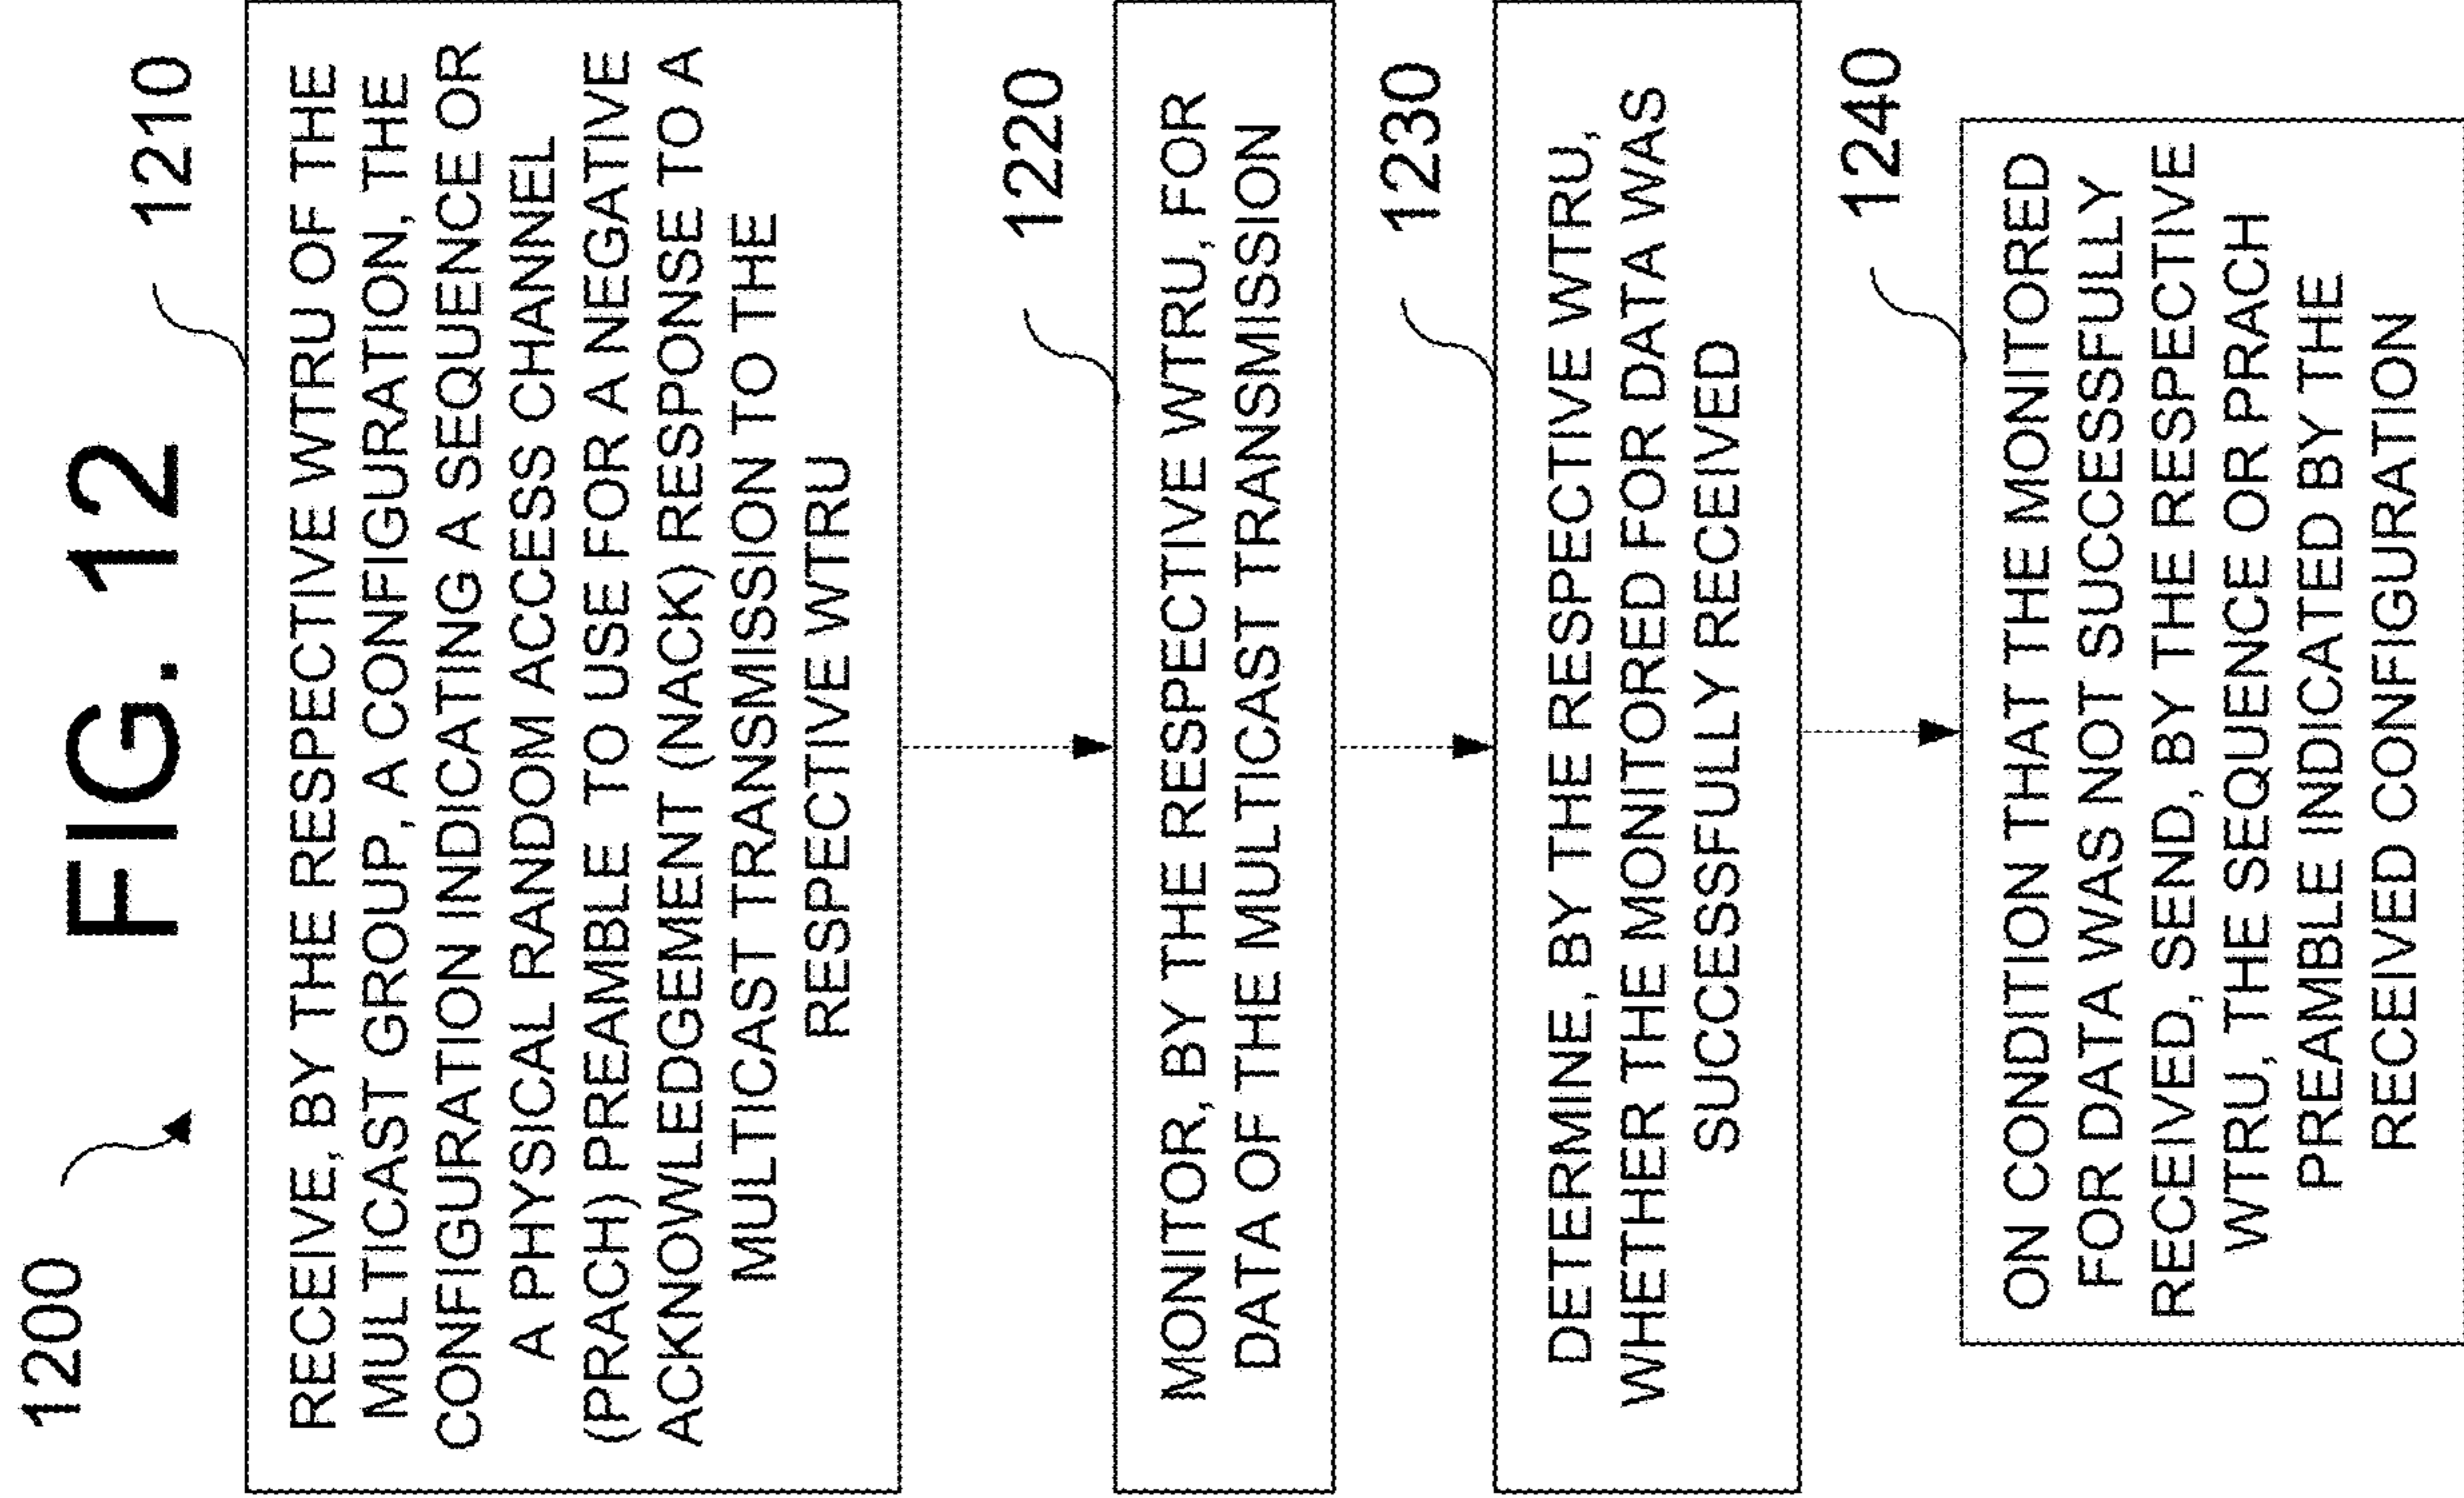 FIG. 12
1200
1210
RECEIVE, BY THE RESPECTIVE WTRU OF THE
MULTICAST GROUP, A CONFIGURATION, THE
CONFIGURATION INDICATING A SEQUENCE OR
A PHYSICAL RANDOM ACCESS CHANNEL
(PRACH) PREAMBLE TO USE FOR A NEGATIVE
ACKNOWLEDGEMENT (NACK) RESPONSE TO A
MULTICAST TRANSMISSION TO THE
RESPECTIVE WTRU
1220
MONITOR, BY THE RESPECTIVE WTRU, FOR
DATA OF THE MULTICAST TRANSMISSION
1230
DETERMINE, BY THE RESPECTIVE WTRU,
WHETHER THE MONITORED FOR DATA WAS
SUCCESSFULLY RECEIVED
1240
ON CONDITION THAT THE MONITORED
FOR DATA WAS NOT SUCCESSFULLY
RECEIVED, SEND, BY THE RESPECTIVE
WTRU, THE SEQUENCE OR PRACH
PREAMBLE INDICATED BY THE
RECEIVED CONFIGURATION